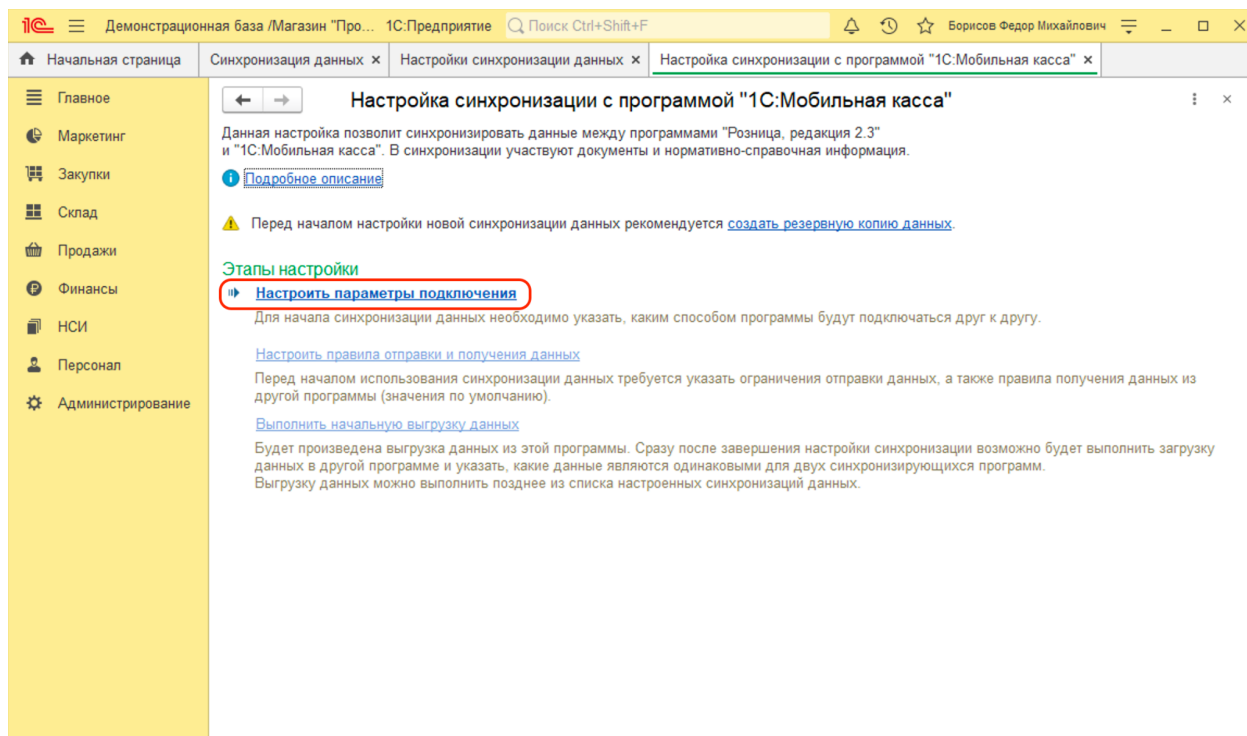 1С Демонстрационная база /Магазин "Про... 1С:Предприятие Поиск Ctrl+Shift+F Борисов Федор Михайлович
Начальная страница Синхронизация данных × Настройки синхронизации данных × Настройка синхронизации с программой "1С:Мобильная касса" ×
Главное
Маркетинг
Закупки
Склад
Продажи
Финансы
НСИ
Персонал
Администрирование
Настройка синхронизации с программой "1С:Мобильная касса"
Данная настройка позволит синхронизировать данные между программами "Розница, редакция 2.3"
и "1С:Мобильная касса". В синхронизации участвуют документы и нормативно-справочная информация.
Подробное описание
Перед началом настройки новой синхронизации данных рекомендуется создать резервную копию данных.
Этапы настройки
Настроить параметры подключения
Для начала синхронизации данных необходимо указать, каким способом программы будут подключаться друг к другу.
Настроить правила отправки и получения данных
Перед началом использования синхронизации данных требуется указать ограничения отправки данных, а также правила получения данных из
другой программы (значения по умолчанию).
Выполнить начальную выгрузку данных
Будет произведена выгрузка данных из этой программы. Сразу после завершения настройки синхронизации возможно будет выполнить загрузку
данных в другой программе и указать, какие данные являются одинаковыми для двух синхронизирующихся программ.
Выгрузку данных можно выполнить позднее из списка настроенных синхронизаций данных.